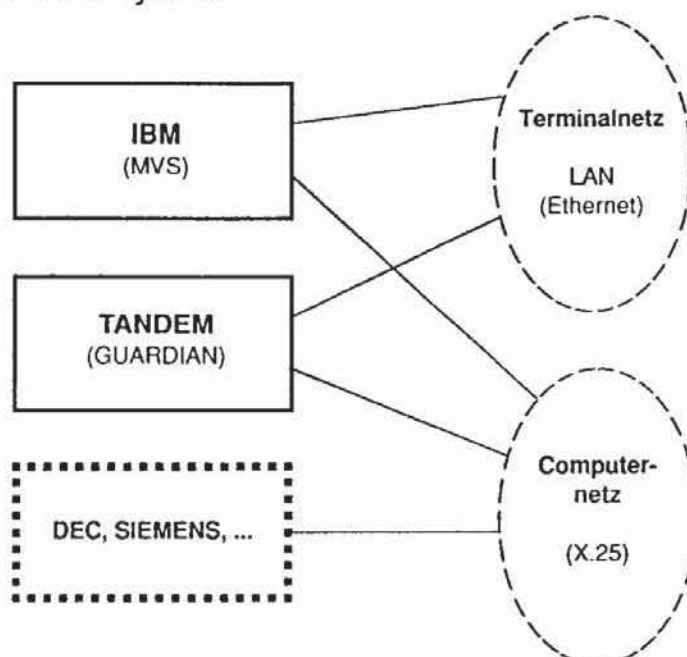 IBM
(MVS)
TANDEM
(GUARDIAN)
DEC, SIEMENS, ...
Terminalnetz
LAN
(Ethernet)
Computer-
netz
(X.25)